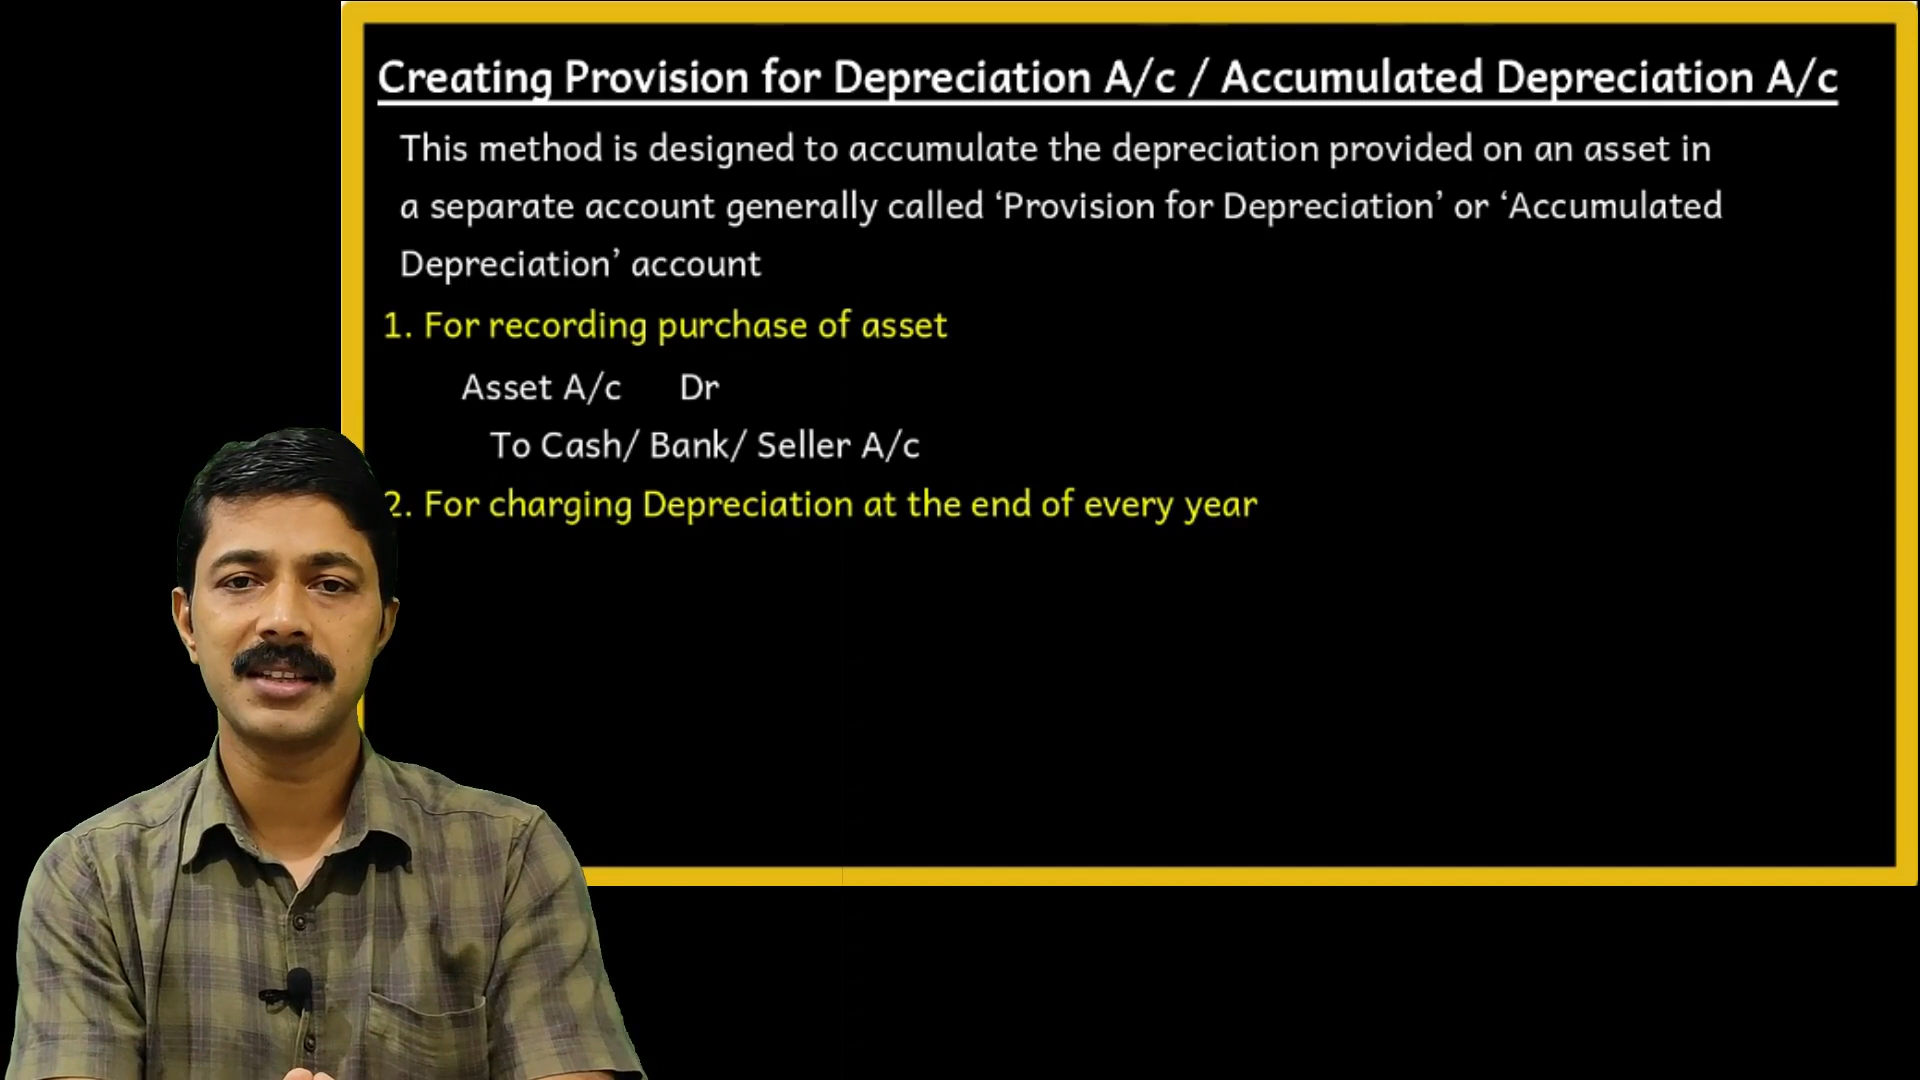 Creating Provision for Depreciation A/c / Accumulated Depreciation A/c
This method is designed to accumulate the depreciation provided on an asset in
a separate account generally called ‘Provision for Depreciation’ or ‘Accumulated
Depreciation’ account
1. For recording purchase of asset
Asset A/c Dr
To Cash/ Bank/ Seller A/c
2. For charging Depreciation at the end of every year